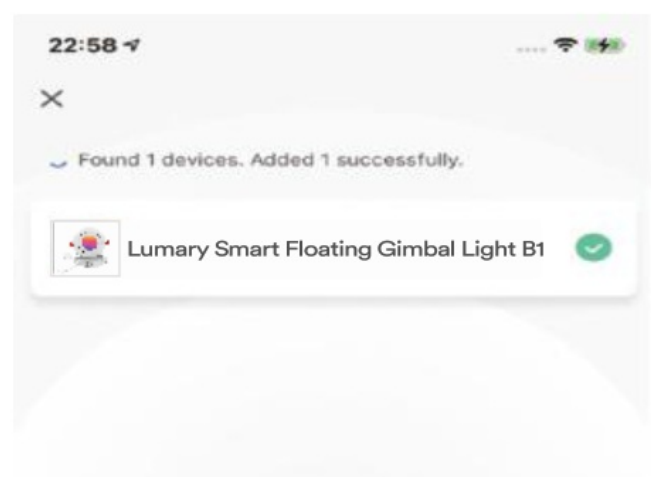 22:58
Found 1 devices. Added 1 successfully.
Lumary Smart Floating Gimbal Light B1